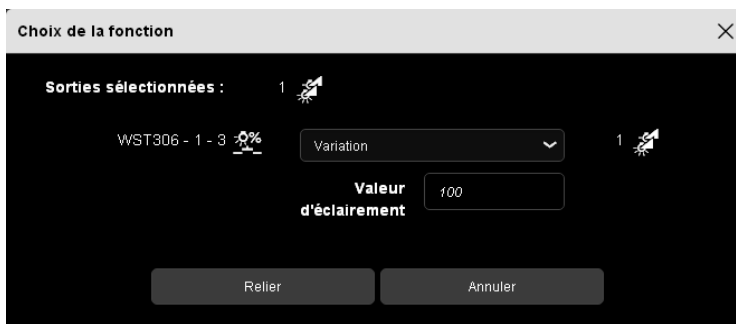 Choix de la fonction
Sorties sélectionnées : 1
WST306 - 1 - 3 % Variation 1
Valeur d'éclairement 100
Relier Annuler